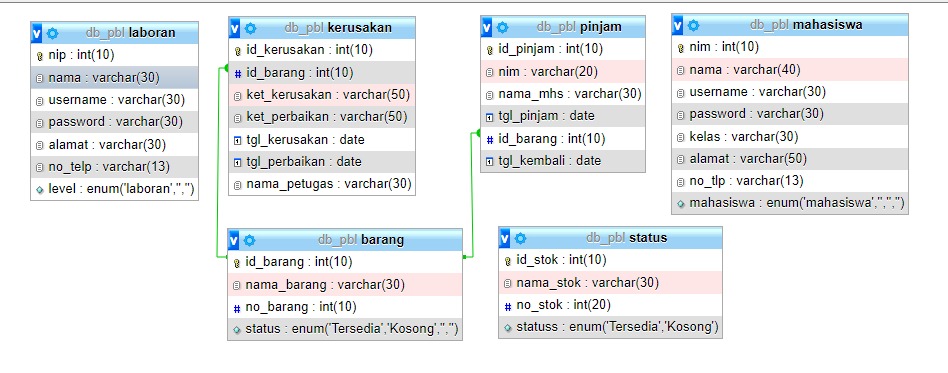 db_pbl laboran
nip : int(10)
nama : varchar(30)
username : varchar(30)
password : varchar(30)
alamat : varchar(30)
no_telp : varchar(13)
level : enum('laboran','','')
db_pbl kerusakan
id_kerusakan : int(10)
id_barang : int(10)
ket_kerusakan : varchar(50)
ket_perbaikan : varchar(50)
tgl_kerusakan : date
tgl_perbaikan : date
nama_petugas : varchar(30)
db_pbl pinjam
id_pinjam : int(10)
nim : varchar(20)
nama_mhs : varchar(30)
tgl_pinjam : date
id_barang : int(10)
tgl_kembali : date
db_pbl mahasiswa
nim : int(10)
nama : varchar(40)
username : varchar(30)
password : varchar(30)
kelas : varchar(30)
alamat : varchar(50)
no_tlp : varchar(13)
mahasiswa : enum('mahasiswa','','','')
db_pbl barang
id_barang : int(10)
nama_barang : varchar(30)
no_barang : int(10)
status : enum('Tersedia','Kosong','','')
db_pbl status
id_stok : int(10)
nama_stok : varchar(30)
no_stok : int(20)
statuss : enum('Tersedia','Kosong')